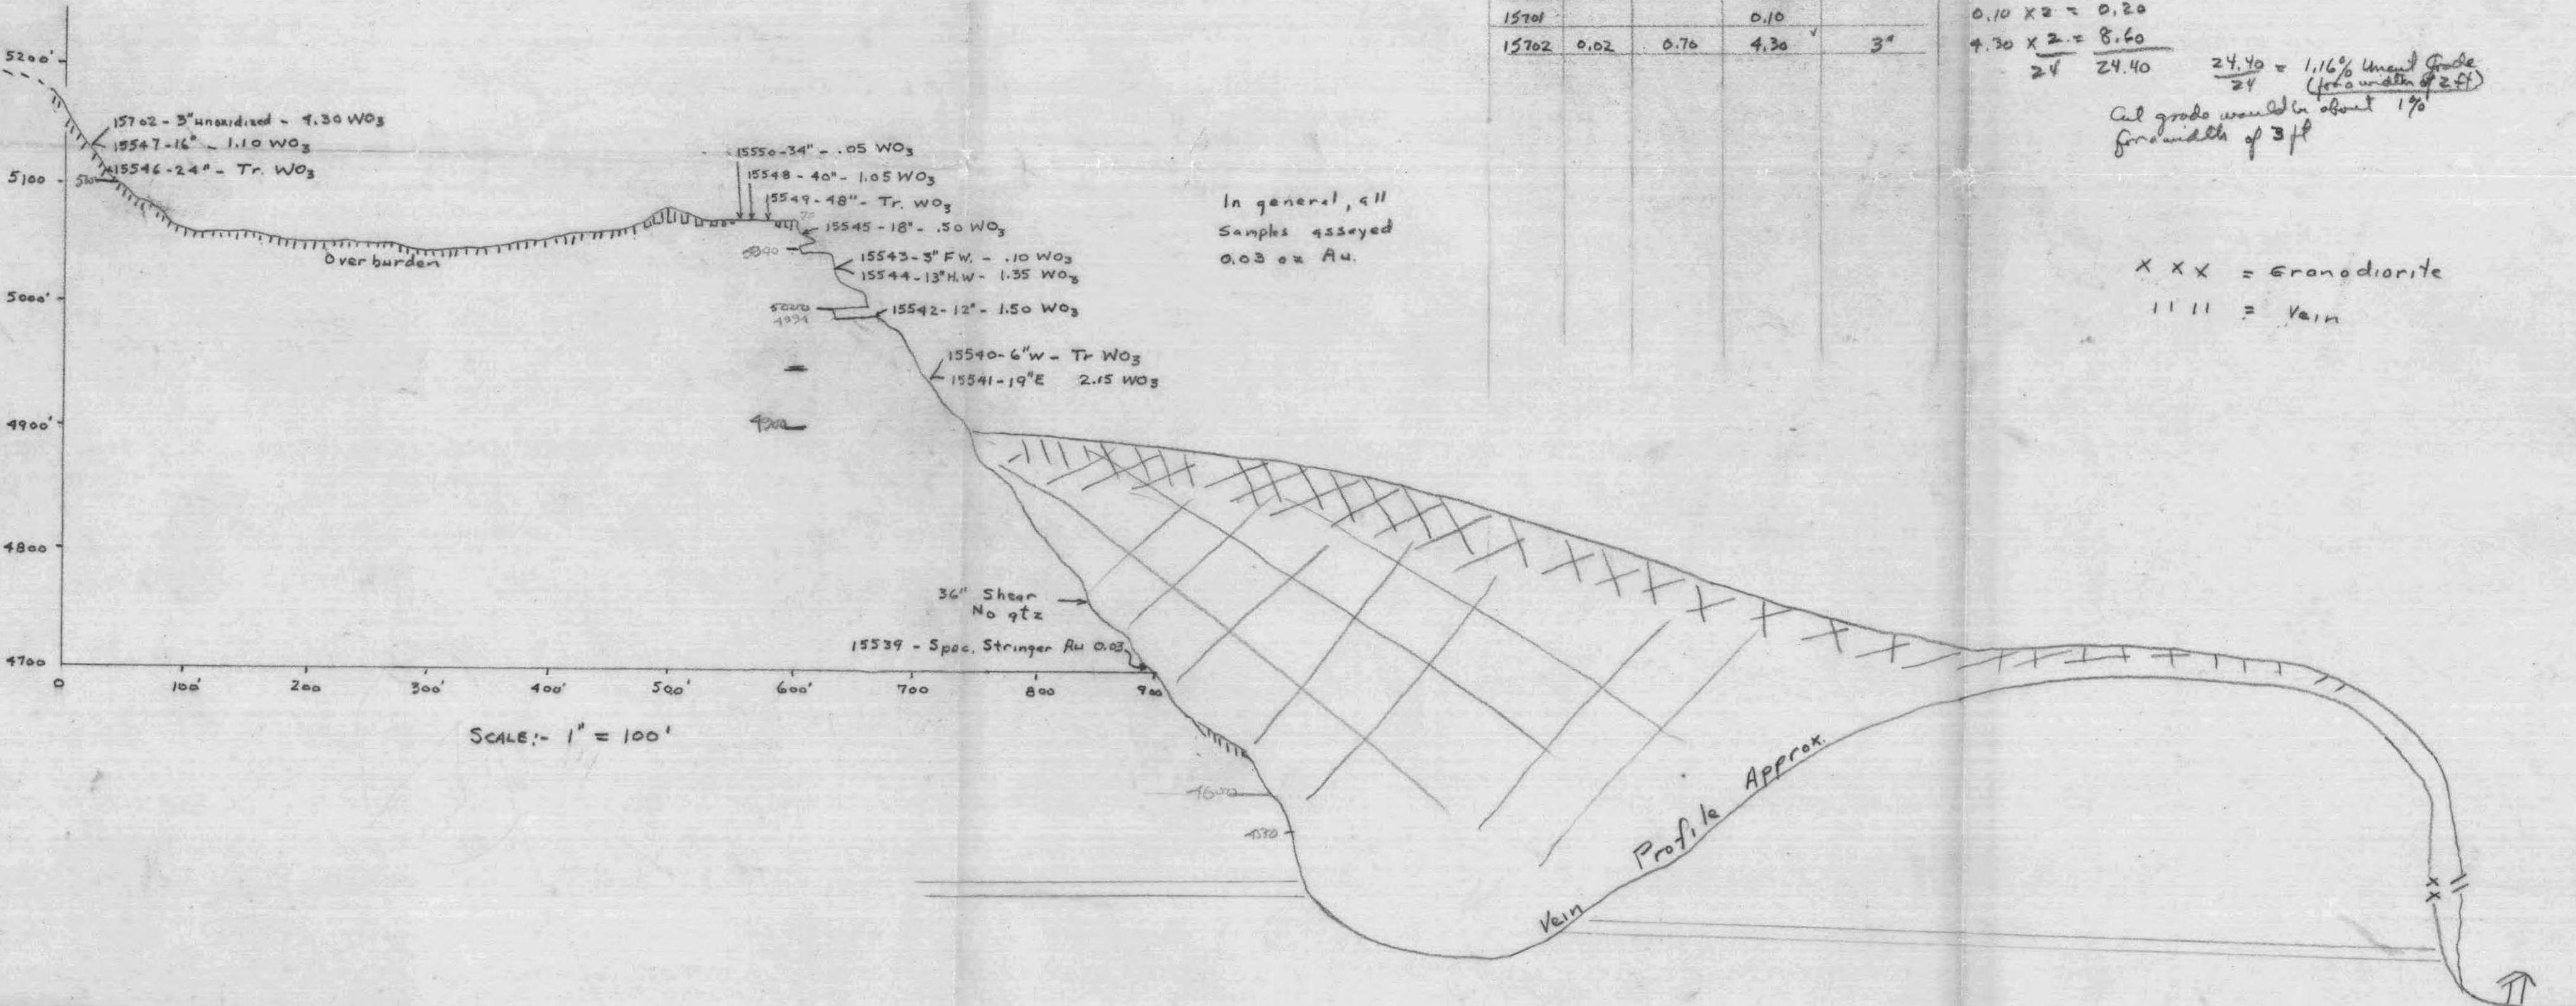 15701 0.10
15702 0.02 0.76 4.30 ✓ 3"
0.10 x 2 = 0.20
4.30 x 2 = 8.60
24 24.40
24.40 / 24 = 1.16% Uncut Grade
(for a width of 2 ft)
Cut grade would be about 1%
for a width of 3 ft
5200'
15702 - 3" unoxidized - 4.30 WO3
15547 - 16" - 1.10 WO3
15546 - 24" - Tr. WO3
5100
15550 - 34" - .05 WO3
15548 - 40" - 1.05 WO3
15549 - 48" - Tr. WO3
15545 - 18" - .50 WO3
15543 - 3" F.W. - .10 WO3
15544 - 13" H.W - 1.35 WO3
Overburden
In general, all
Samples assayed
0.03 oz Au.
x x x = Granodiorite
11 11 = Vein
5000'
5020
4994
15542 - 12" - 1.50 WO3
15540 - 6" W - Tr WO3
15541 - 19" E 2.15 WO3
4900'
4900
4800
36" Shear
No qtz
15539 - Spec. Stringer Au 0.03
4700
0 100' 200 300' 400' 500' 600' 700 800 900
SCALE:- 1" = 100'
4600
Vein Profile Approx.